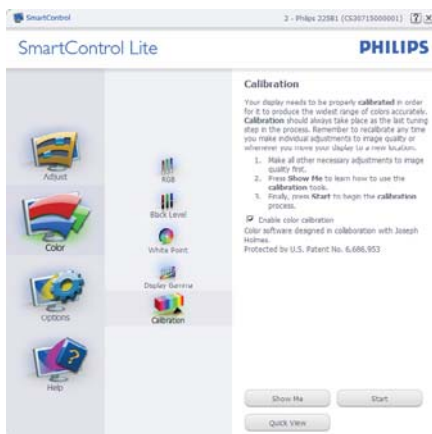 SmartControl
2 - Philips 225B1 (CS30715000001)
SmartControl Lite
PHILIPS
Adjust
Color
Options
Help
RGB
Black Level
White Point
Display Gamma
Calibration
Calibration
Your display needs to be properly calibrated in order
for it to produce the widest range of colors accurately.
Calibration should always take place as the last tuning
step in the process. Remember to recalibrate any time
you make individual adjustments to image quality or
whenever you move your display to a new location.
1. Make all other necessary adjustments to image
quality first.
2. Press Show Me to learn how to use the
calibration tools.
3. Finally, press Start to begin the calibration
process.
Enable color calibration
Color software designed in collaboration with Joseph
Holmes.
Protected by U.S. Patent No. 6,686,953
Show Me
Start
Quick View